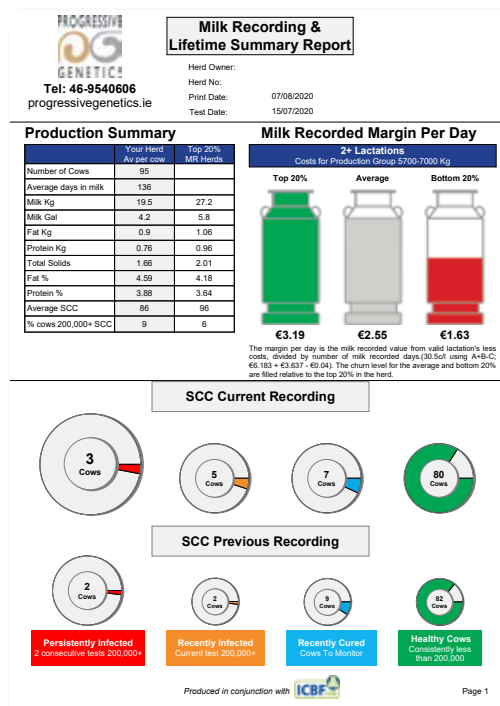 PROGRESSIVE
GENETICS
Tel: 46-9540606
progressivegenetics.ie
Milk Recording &
Lifetime Summary Report
Herd Owner:
Herd No:
Print Date: 07/08/2020
Test Date: 15/07/2020
Production Summary
Your Herd Av per cow Top 20% MR Herds
Number of Cows 95
Average days in milk 136
Milk Kg 19.5 27.2
Milk Gal 4.2 5.8
Fat Kg 0.9 1.06
Protein Kg 0.76 0.96
Total Solids 1.66 2.01
Fat % 4.59 4.18
Protein % 3.88 3.64
Average SCC 86 96
% cows 200,000+ SCC 9 6
Milk Recorded Margin Per Day
2+ Lactations
Costs for Production Group 5700-7000 Kg
Top 20% Average Bottom 20%
€3.19 €2.55 €1.63
The margin per day is the milk recorded value from valid lactation's less
costs, divided by number of milk recorded days.(30.5c/l using A+B-C;
€6.183 + €3.637 - €0.04). The churn level for the average and bottom 20%
are filled relative to the top 20% in the herd.
SCC Current Recording
3 Cows
5 Cows
7 Cows
80 Cows
SCC Previous Recording
2 Cows
2 Cows
9 Cows
82 Cows
Persistently Infected
2 consecutive tests 200,000+
Recently Infected
Current test 200,000+
Recently Cured
Cows To Monitor
Healthy Cows
Consistently less
than 200,000
Produced in conjunction with ICBF
Page 1